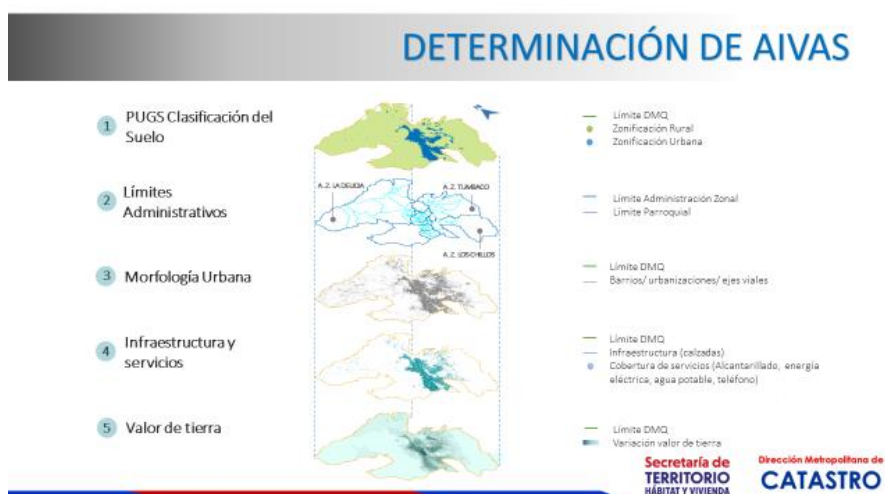 DETERMINACIÓN DE AIVAS
1
PUGS Clasificación del
Suelo
Límite DMQ
Zonificación Rural
Zonificación Urbana
2
Límites
Administrativos
A. Z. LA DELICIA
A. Z. TUMBACO
A. Z. LOS CHILLOS
Límite Administración Zonal
Límite Parroquial
3
Morfología Urbana
Límite DMQ
Barrios/ urbanizaciones/ ejes viales
4
Infraestructura y
servicios
Límite DMQ
Infraestructura (calzadas)
Cobertura de servicios (Alcantarillado, energía
eléctrica, agua potable, teléfono)
5
Valor de tierra
Límite DMQ
Variación valor de tierra
Secretaría de
TERRITORIO
HÁBITAT Y VIVIENDA
Dirección Metropolitana de
CATASTRO